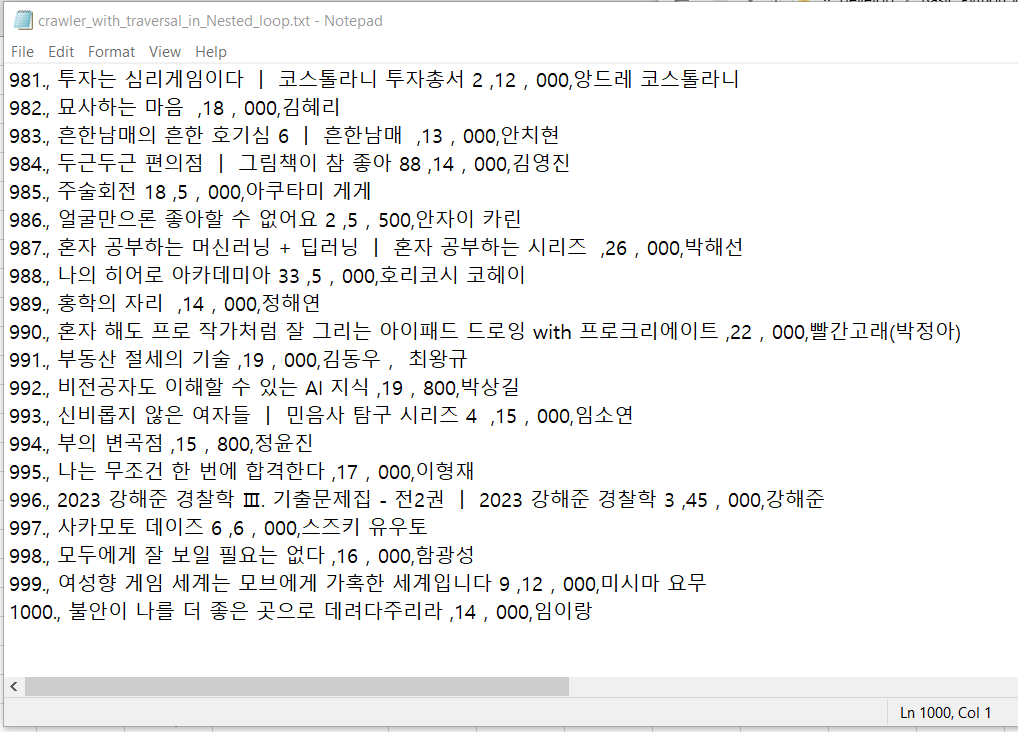 crawler_with_traversal_in_Nested_loop.txt - Notepad
File Edit Format View Help
981., 투자는 심리게임이다 | 코스톨라니 투자총서 2 ,12 , 000,앙드레 코스톨라니
982., 묘사하는 마음 ,18 , 000,김혜리
983., 흔한남매의 흔한 호기심 6 | 흔한남매 ,13 , 000,안치현
984., 두근두근 편의점 | 그림책이 참 좋아 88 ,14 , 000,김영진
985., 주술회전 18 ,5 , 000,아쿠타미 게게
986., 얼굴만으론 좋아할 수 없어요 2 ,5 , 500,안자이 카린
987., 혼자 공부하는 머신러닝 + 딥러닝 | 혼자 공부하는 시리즈 ,26 , 000,박해선
988., 나의 히어로 아카데미아 33 ,5 , 000,호리코시 코헤이
989., 홍학의 자리 ,14 , 000,정해연
990., 혼자 해도 프로 작가처럼 잘 그리는 아이패드 드로잉 with 프로크리에이트 ,22 , 000,빨간고래(박정아)
991., 부동산 절세의 기술 ,19 , 000,김동우 , 최왕규
992., 비전공자도 이해할 수 있는 AI 지식 ,19 , 800,박상길
993., 신비롭지 않은 여자들 | 민음사 탐구 시리즈 4 ,15 , 000,임소연
994., 부의 변곡점 ,15 , 800,정윤진
995., 나는 무조건 한 번에 합격한다 ,17 , 000,이형재
996., 2023 강해준 경찰학 Ⅲ. 기출문제집 - 전2권 | 2023 강해준 경찰학 3 ,45 , 000,강해준
997., 사카모토 데이즈 6 ,6 , 000,스즈키 유우토
998., 모두에게 잘 보일 필요는 없다 ,16 , 000,함광성
999., 여성향 게임 세계는 모브에게 가혹한 세계입니다 9 ,12 , 000,미시마 요무
1000., 불안이 나를 더 좋은 곳으로 데려다주리라 ,14 , 000,임이랑
Ln 1000, Col 1